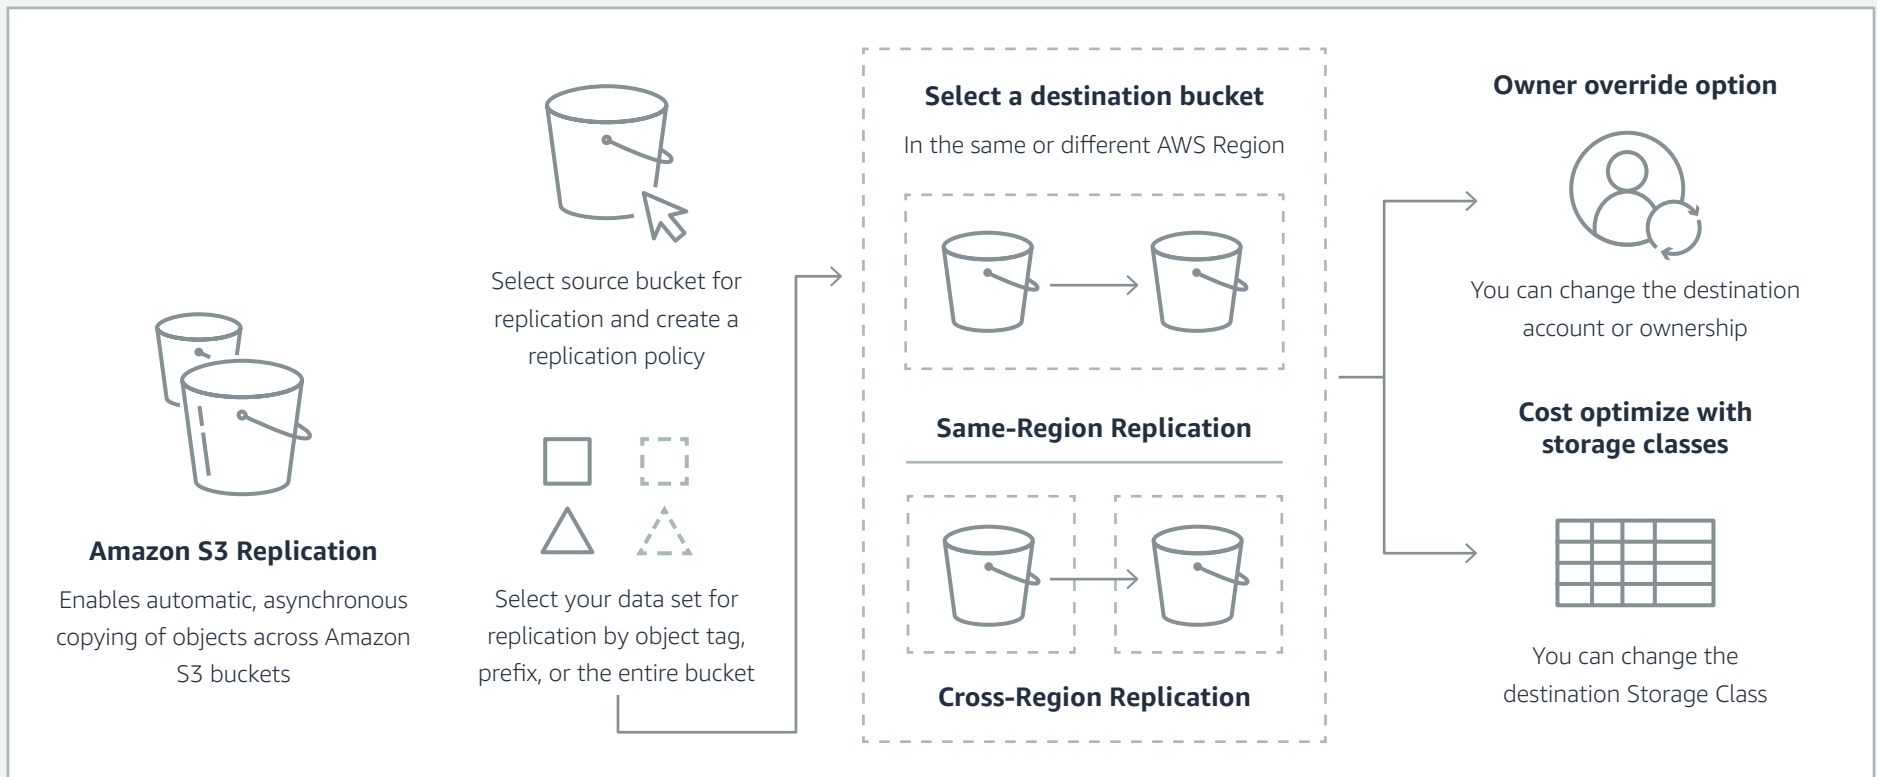 Amazon S3 Replication
Enables automatic, asynchronous
copying of objects across Amazon
S3 buckets
Select source bucket for
replication and create a
replication policy
Select your data set for
replication by object tag,
prefix, or the entire bucket
Select a destination bucket
In the same or different AWS Region
Same-Region Replication
Cross-Region Replication
Owner override option
You can change the destination
account or ownership
Cost optimize with
storage classes
You can change the
destination Storage Class